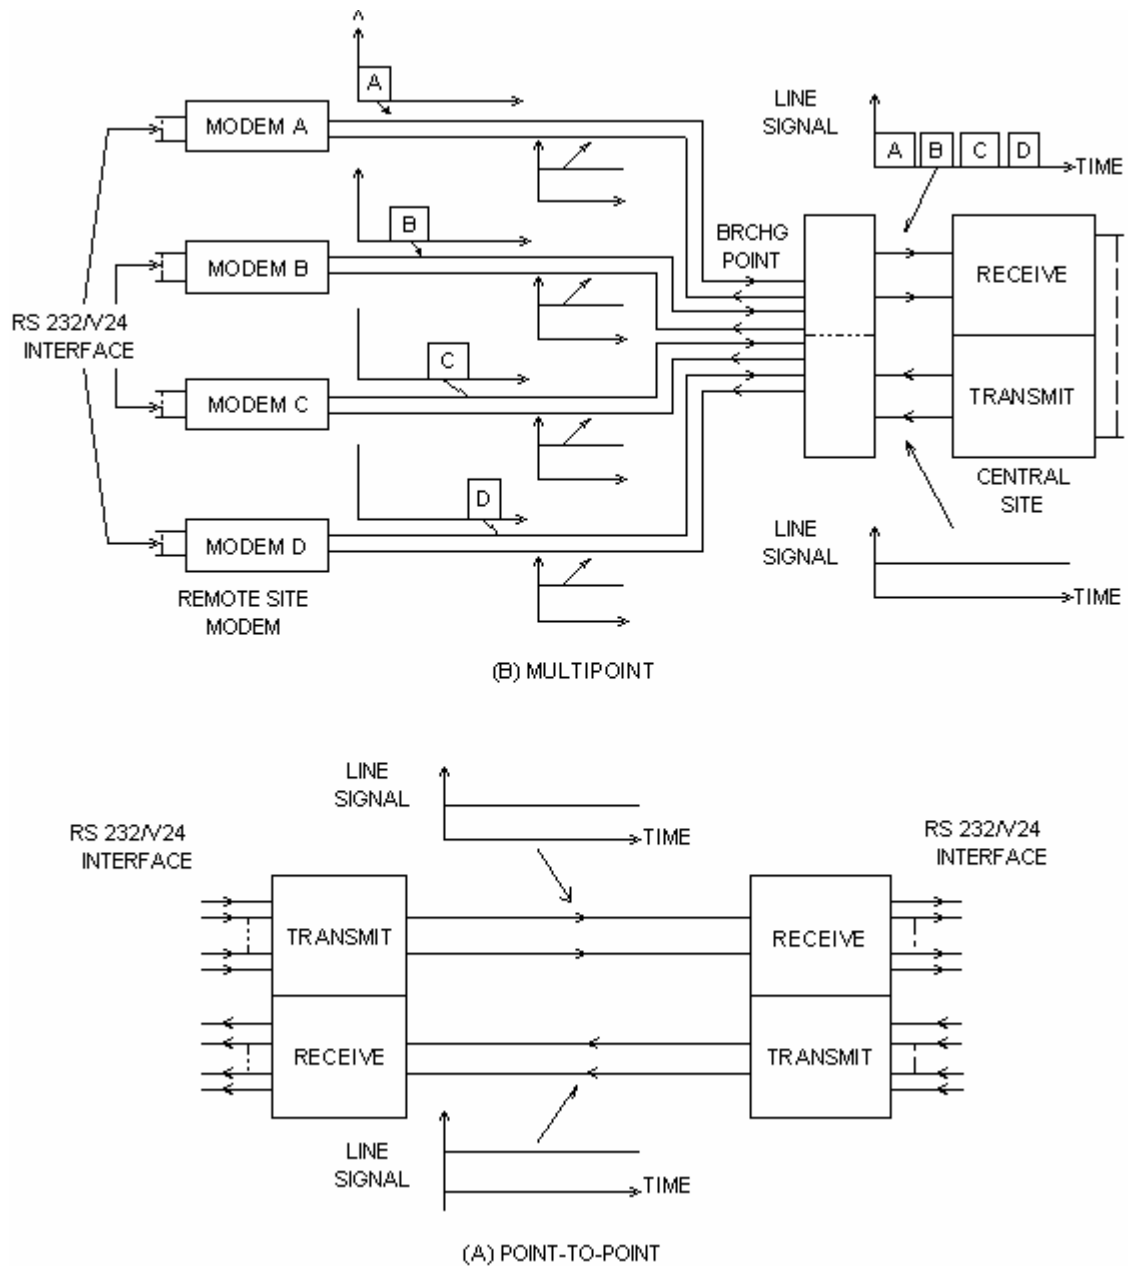 A
LINE
SIGNAL
A B C D
TIME
MODEM A
B
BRCHG
POINT
MODEM B
RECEIVE
RS 232/V24
INTERFACE
C
MODEM C
TRANSMIT
D
CENTRAL
SITE
MODEM D
LINE
SIGNAL
TIME
REMOTE SITE
MODEM
(B) MULTIPOINT
LINE
SIGNAL
TIME
RS 232/V24
INTERFACE
RS 232/V24
INTERFACE
TRANSMIT
RECEIVE
RECEIVE
TRANSMIT
LINE
SIGNAL
TIME
(A) POINT-TO-POINT